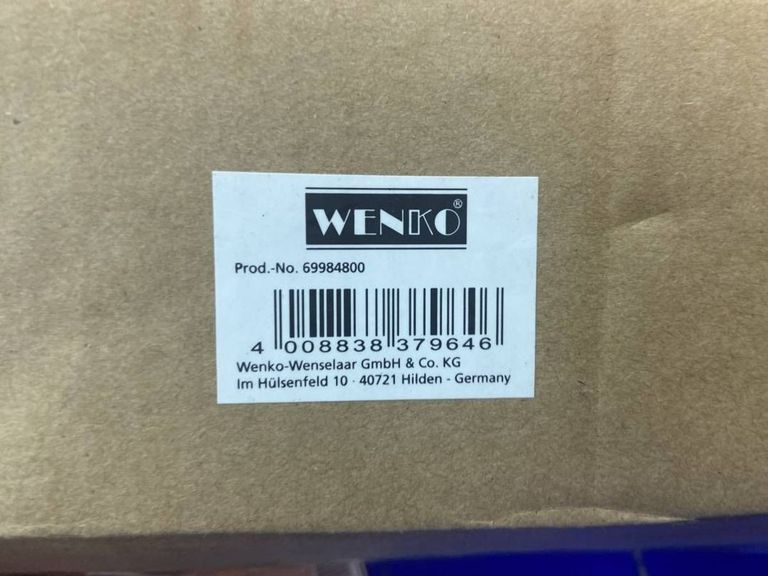 WENKO®
Prod.-No. 69984800
4 008838 379646
Wenko-Wenselaar GmbH & Co. KG
Im Hülsenfeld 10 · 40721 Hilden - Germany